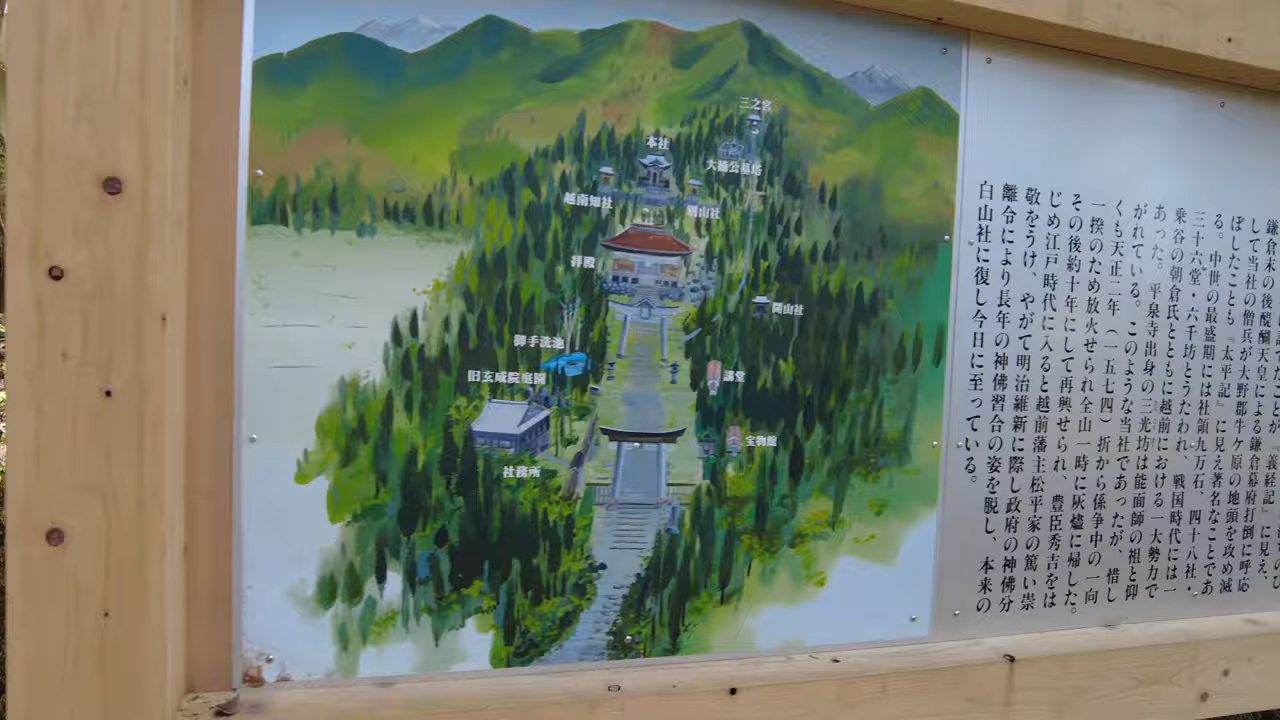 三之宮
本社
大楠公墓塔
越南知社
別山社
拝殿
開山社
御手洗池
旧玄成院庭園
講堂
宝物館
社務所
鎌倉末の後醍醐天皇による鎌倉幕府打倒に呼応
して当社の僧兵が大野郡牛ケ原の地頭を攻め滅
ぼしたことも『太平記』に見え著名なことであ
る。中世の最盛期には社領九万石、四十八社・
三十六堂・六千坊とうたわれ、戦国時代には一
乗谷の朝倉氏とともに越前における一大勢力で
あった。平泉寺出身の三光坊は能面師の祖と仰
がれている。このような当社であったが、惜し
くも天正二年（一五七四）折から係争中の一向
一揆のため放火せられ全山一時に灰燼に帰した。
その後約十年にして再興せられ、豊臣秀吉をは
じめ江戸時代に入ると越前藩主松平家の篤い崇
敬をうけ、やがて明治維新に際し政府の神佛分
離令により長年の神佛習合の姿を脱し、本来の
白山社に復し今日に至っている。